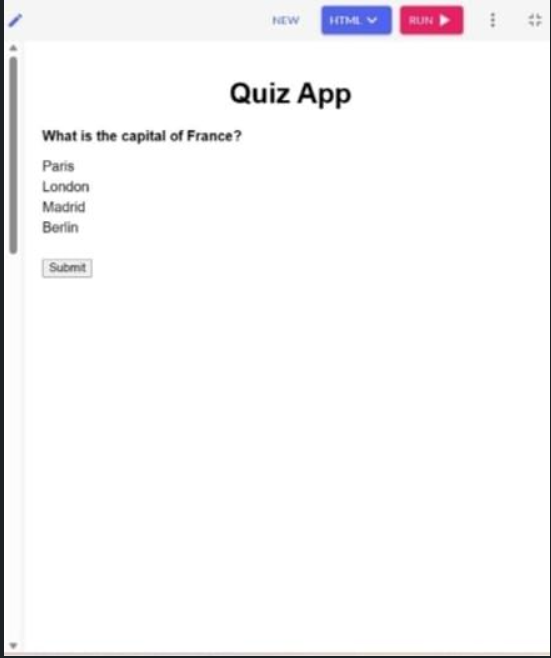 NEW HTML RUN
Quiz App
What is the capital of France?
Paris
London
Madrid
Berlin
Submit